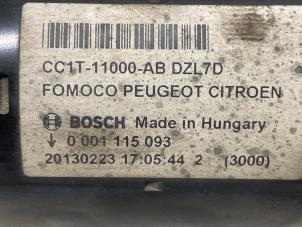 CC1T-11000-AB DZL7D
FOMOCO PEUGEOT CITROEN
BOSCH Made in Hungary
↓ 0 001 115 093
20130223 17:05:44 2 (3000)